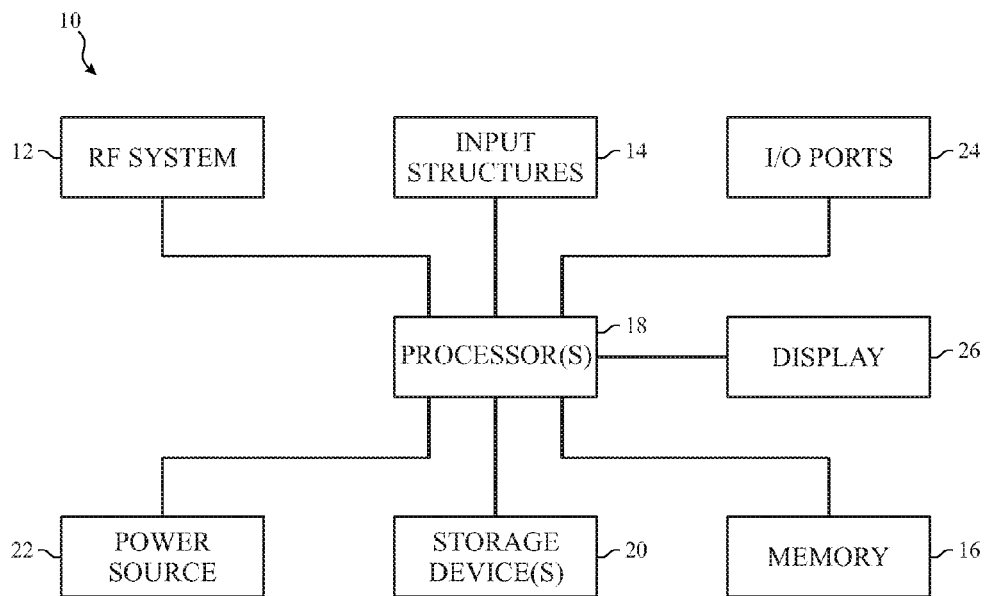 10
12 RF SYSTEM
INPUT
STRUCTURES 14
I/O PORTS 24
18
PROCESSOR(S)
DISPLAY 26
22 POWER
SOURCE
STORAGE
DEVICE(S) 20
MEMORY 16